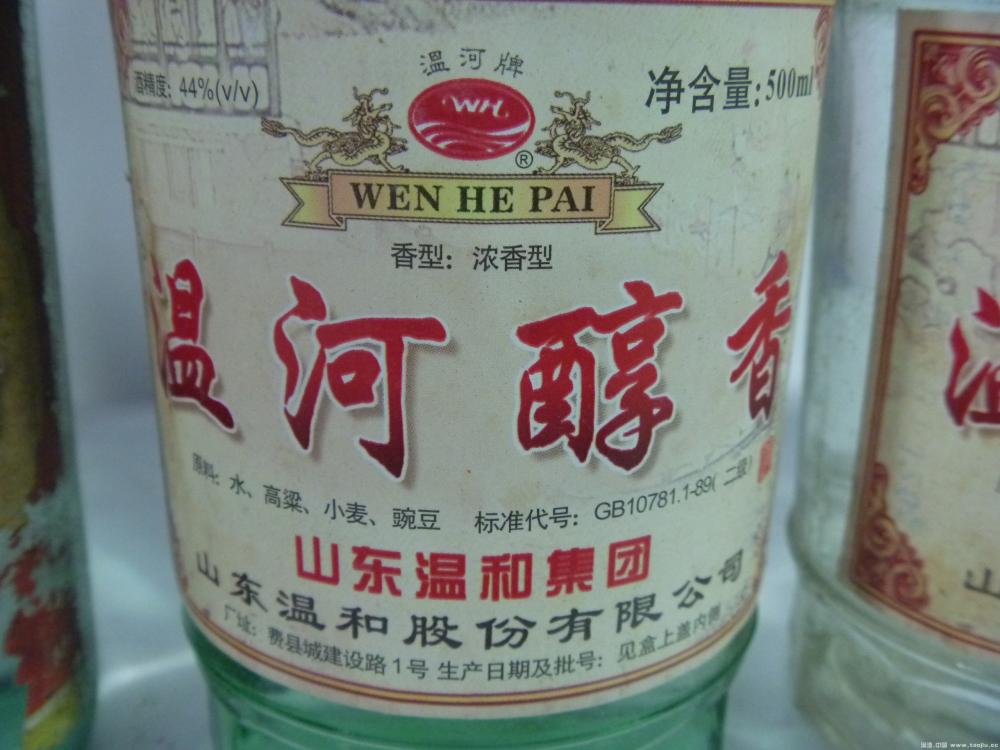 温河牌
酒精度：44%(v/v)
净含量：500ml
WH
®
WEN HE PAI
香型：浓香型
温河醇香
原料：水、高粱、小麦、豌豆
标准代号：GB10781.1-89(二级)
山东温和集团
山东温和股份有限公司
厂址：费县城建设路1号 生产日期及批号：见盒上盖内侧
山
www.taojiu.cc